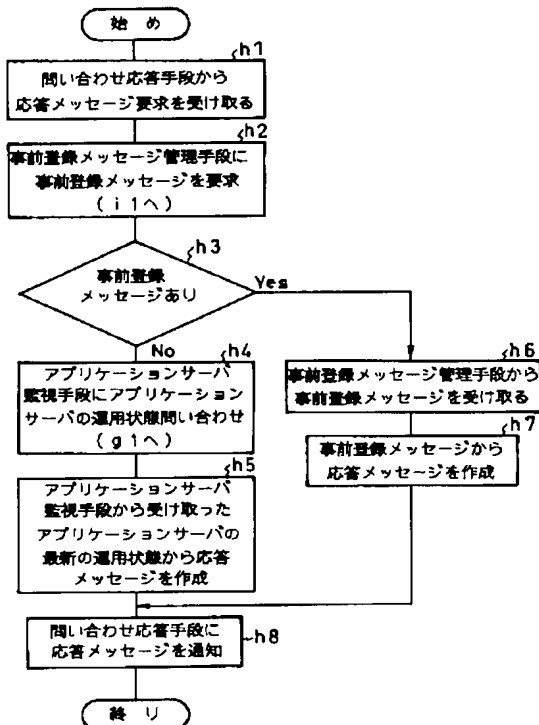 始め
h1
問い合わせ応答手段から
応答メッセージ要求を受け取る
h2
事前登録メッセージ管理手段に
事前登録メッセージを要求
(i1へ)
h3
事前登録
メッセージあり
Yes
No
h4
アプリケーションサーバ
監視手段にアプリケーション
サーバの運用状態問い合わせ
(g1へ)
h5
アプリケーションサーバ
監視手段から受け取った
アプリケーションサーバの
最新の運用状態から応答
メッセージを作成
h6
事前登録メッセージ管理手段から
事前登録メッセージを受け取る
h7
事前登録メッセージから
応答メッセージを作成
問い合わせ応答手段に
応答メッセージを通知
h8
終り